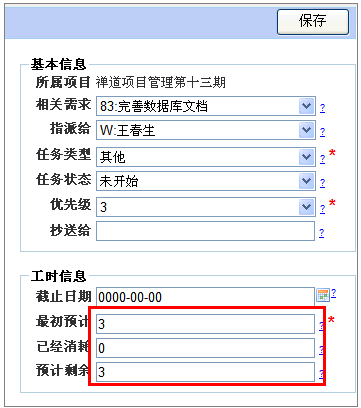 保存
基本信息
所属项目 禅道项目管理第十三期
相关需求 83:完善数据库文档 ?
指派给 W:王春生 ?
任务类型 其他 ? *
任务状态 未开始 ?
优先级 3 ? *
抄送给 ?
工时信息
截止日期 0000-00-00 ?
最初预计 3 ? *
已经消耗 0 ?
预计剩余 3 ?